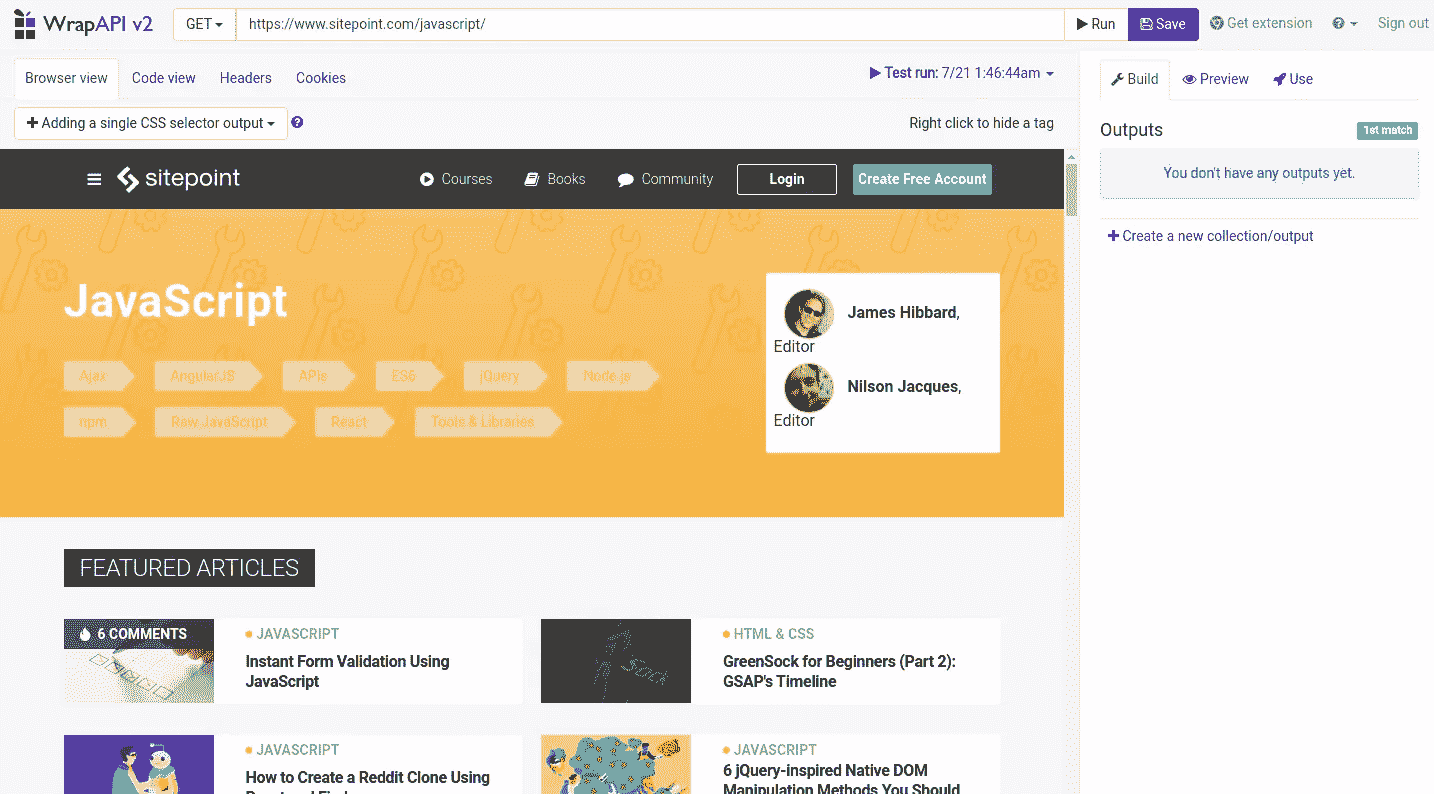 WrapAPI v2
GET
https://www.sitepoint.com/javascript/
Run
Save
Get extension
Sign out
Browser view
Code view
Headers
Cookies
Test run: 7/21 1:46:44am
Adding a single CSS selector output
Right click to hide a tag
Build
Preview
Use
Outputs
1st match
You don't have any outputs yet.
Create a new collection/output
sitepoint
Courses
Books
Community
Login
Create Free Account
JavaScript
Ajax
AngularJS
APIs
ES6
jQuery
Node.js
npm
Raw JavaScript
React
Tools & Libraries
James Hibbard,
Editor
Nilson Jacques,
Editor
FEATURED ARTICLES
6 COMMENTS
JAVASCRIPT
Instant Form Validation Using
JavaScript
HTML & CSS
GreenSock for Beginners (Part 2):
GSAP's Timeline
JAVASCRIPT
How to Create a Reddit Clone Using
JAVASCRIPT
6 jQuery-inspired Native DOM
Manipulation Methods You Should